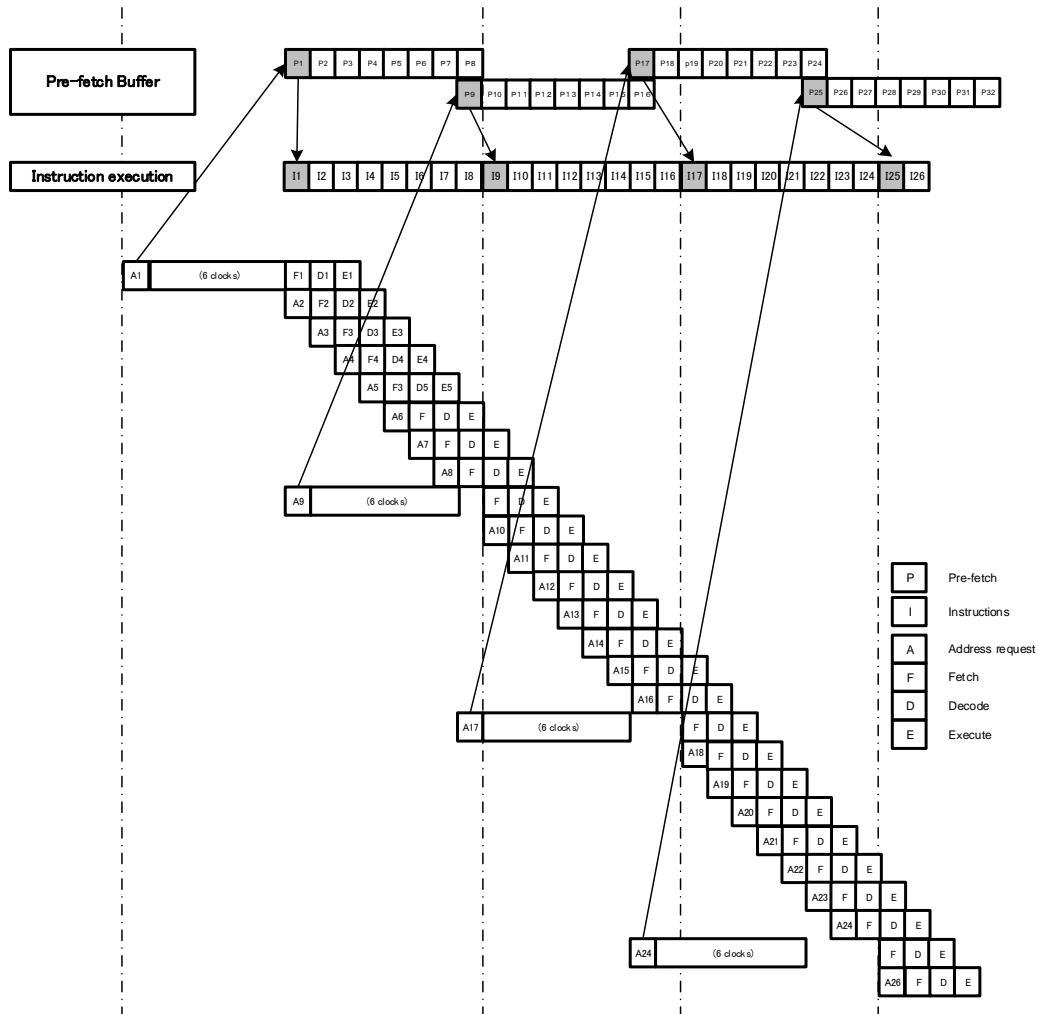 P1 P2 P3 P4 P5 P6 P7 P8 P17 P18 p19 P20 P21 P22 P23 P24
Pre-fetch Buffer
P9 P10 P11 P12 P13 P14 P15 P16 P25 P26 P27 P28 P29 P30 P31 P32
Instruction execution I1 I2 I3 I4 I5 I6 I7 I8 I9 I10 I11 I12 I13 I14 I15 I16 I17 I18 I19 I20 I21 I22 I23 I24 I25 I26
A1 (6 clocks) F1 D1 E1
A2 F2 D2 E2
A3 F3 D3 E3
A4 F4 D4 E4
A5 F3 D5 E5
A6 F D E
A7 F D E
A8 F D E
A9 (6 clocks) F D E
A10 F D E
A11 F D E
A12 F D E
A13 F D E
A14 F D E
A15 F D E
A16 F D E
A17 (6 clocks) F D E
A18 F D E
A19 F D E
A20 F D E
A21 F D E
A22 F D E
A23 F D E
A24 F D E
A24 (6 clocks) F D E
A26 F D E
P Pre-fetch
I Instructions
A Address request
F Fetch
D Decode
E Execute